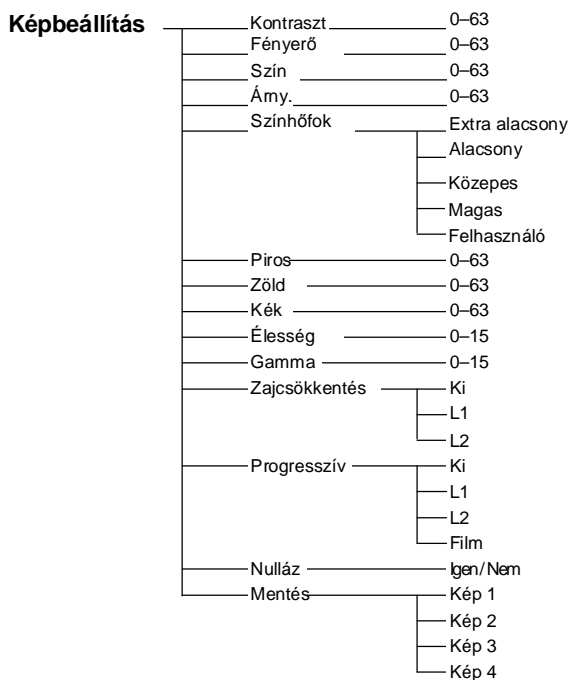 Képbeállítás Kontraszt 0–63
Fényerő 0–63
Szín 0–63
Árny. 0–63
Színhőfok Extra alacsony
Alacsony
Közepes
Magas
Felhasználó
Piros 0–63
Zöld 0–63
Kék 0–63
Élesség 0–15
Gamma 0–15
Zajcsökkentés Ki
L1
L2
Progresszív Ki
L1
L2
Film
Nulláz Igen/Nem
Mentés Kép 1
Kép 2
Kép 3
Kép 4